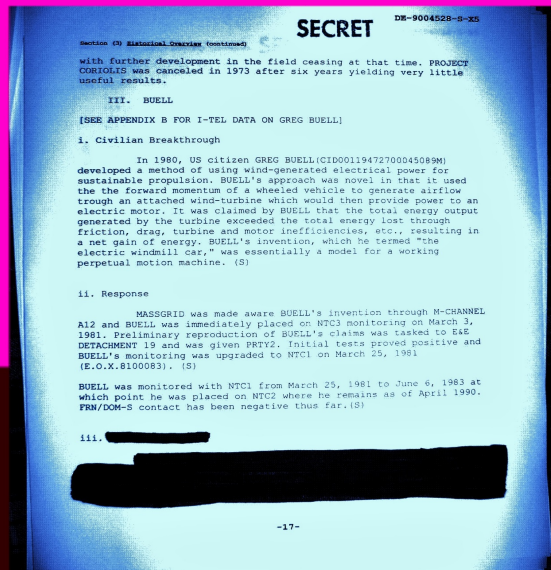 SECRET
DE-9004528-S-X5
Section (3) Historical Overview (continued)
with further development in the field ceasing at that time. PROJECT
CORIOLIS was canceled in 1973 after six years yielding very little
useful results.
III. BUELL
[SEE APPENDIX B FOR I-TEL DATA ON GREG BUELL]
i. Civilian Breakthrough
In 1980, US citizen GREG BUELL(CID00119472700045089M)
developed a method of using wind-generated electrical power for
sustainable propulsion. BUELL's approach was novel in that it used
the the forward momentum of a wheeled vehicle to generate airflow
trough an attached wind-turbine which would then provide power to an
electric motor. It was claimed by BUELL that the total energy output
generated by the turbine exceeded the total energy lost through
friction, drag, turbine and motor inefficiencies, etc., resulting in
a net gain of energy. BUELL's invention, which he termed "the
electric windmill car," was essentially a model for a working
perpetual motion machine. (S)
ii. Response
MASSGRID was made aware BUELL's invention through M-CHANNEL
A12 and BUELL was immediately placed on NTC3 monitoring on March 3,
1981. Preliminary reproduction of BUELL's claims was tasked to E&E
DETACHMENT 19 and was given PRTY2. Initial tests proved positive and
BUELL's monitoring was upgraded to NTC1 on March 25, 1981
(E.O.X.8100083). (S)
BUELL was monitored with NTC1 from March 25, 1981 to June 6, 1983 at
which point he was placed on NTC2 where he remains as of April 1990.
FRN/DOM-S contact has been negative thus far.(S)
iii.
-17-